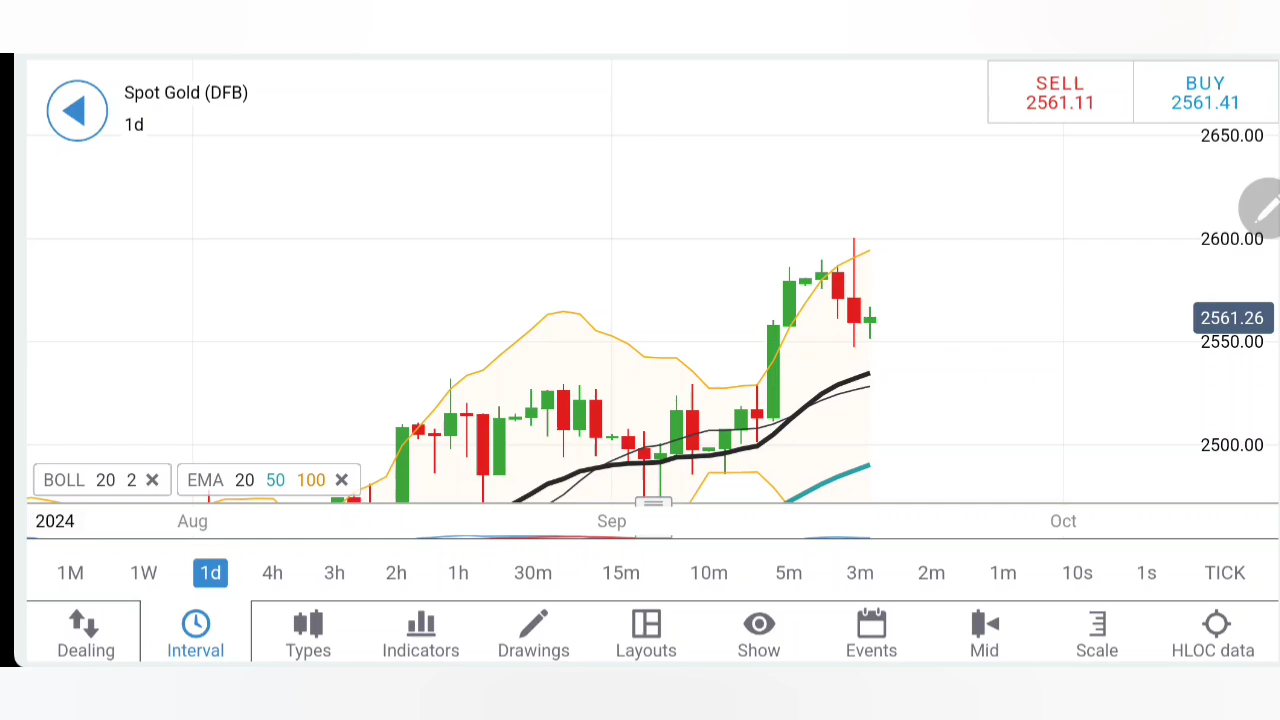 Spot Gold (DFB)
1d
SELL
2561.11
BUY
2561.41
2650.00
2600.00
2561.26
2550.00
2500.00
BOLL 20 2
EMA 20 50 100
2024 Aug Sep Oct
1M 1W 1d 4h 3h 2h 1h 30m 15m 10m 5m 3m 2m 1m 10s 1s TICK
Dealing Interval Types Indicators Drawings Layouts Show Events Mid Scale HLOC data